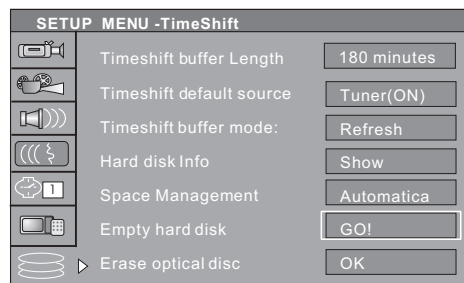 SETUP MENU -TimeShift
Timeshift buffer Length 180 minutes
Timeshift default source Tuner(ON)
Timeshift buffer mode: Refresh
Hard disk Info Show
Space Management Automatica
1
Empty hard disk GO!
Erase optical disc OK